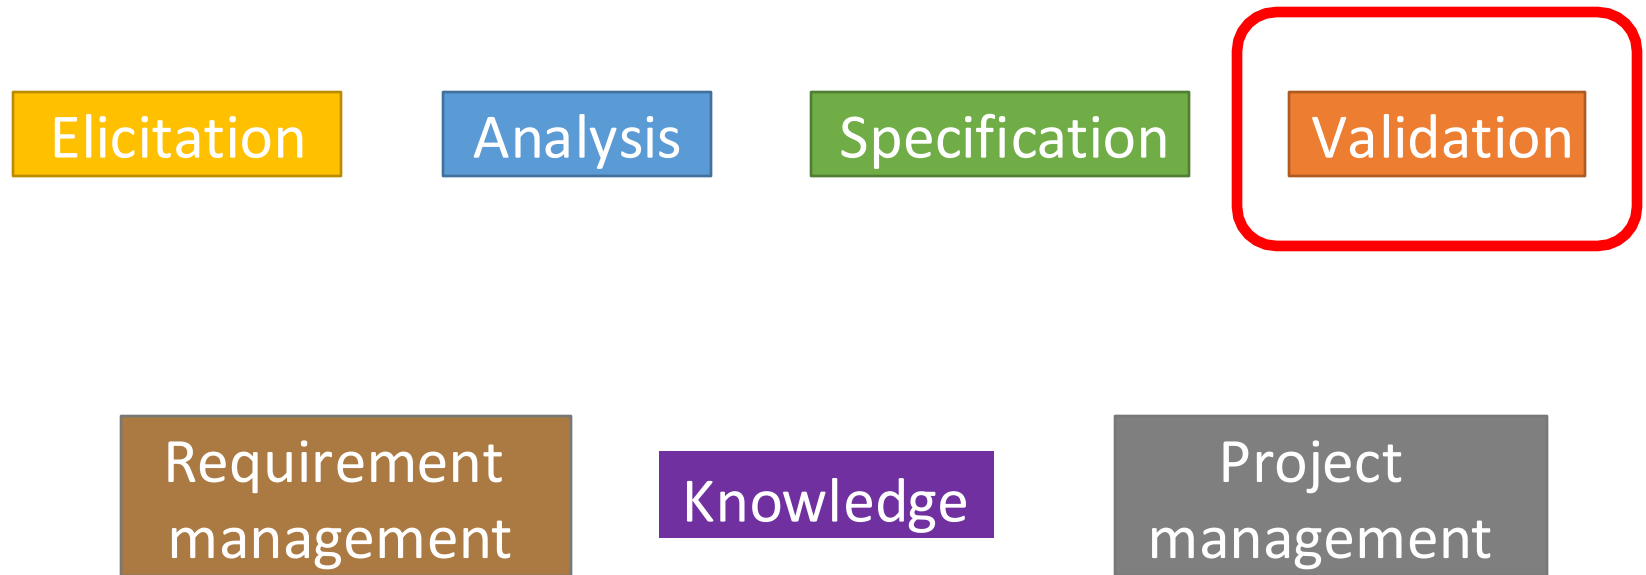 Elicitation
Analysis
Specification
Validation
Requirement
management
Knowledge
Project
management